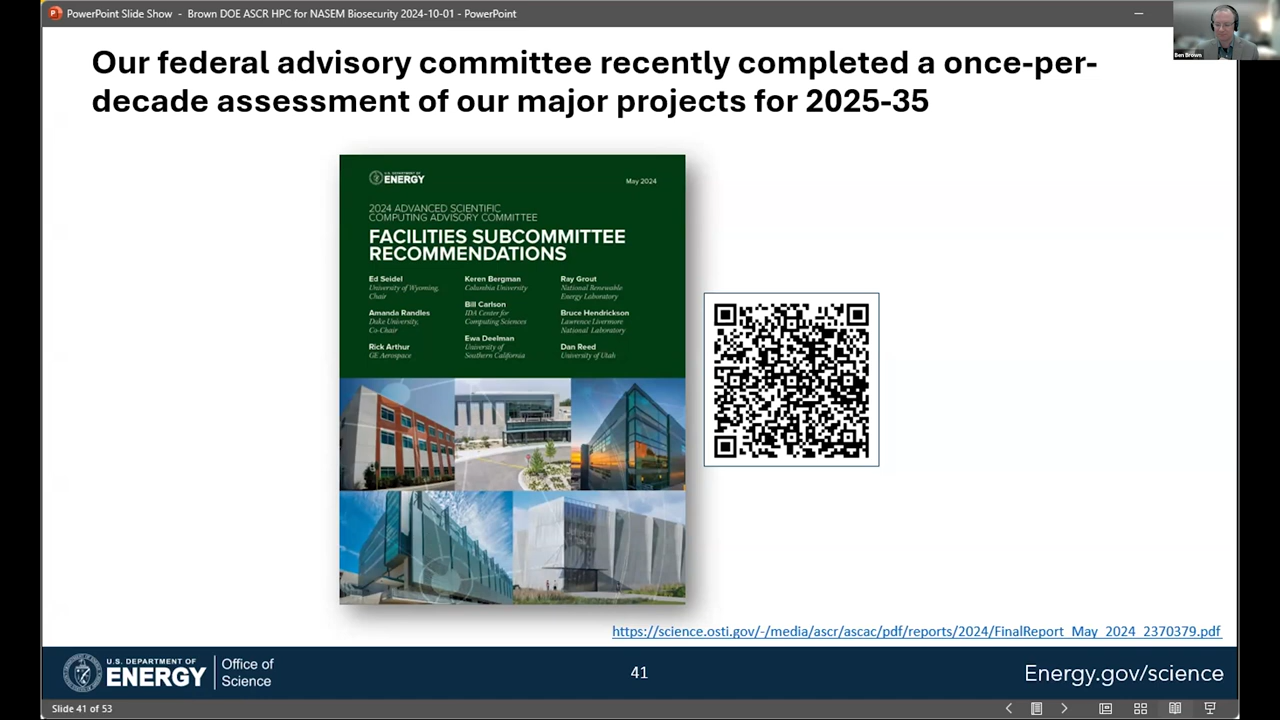 PowerPoint Slide Show - Brown DOE ASCR HPC for NASEM Biosecurity 2024-10-01 - PowerPoint
Ben Brown
Our federal advisory committee recently completed a once-per-
decade assessment of our major projects for 2025-35
U.S. DEPARTMENT OF
ENERGY
May 2024
2024 ADVANCED SCIENTIFIC
COMPUTING ADVISORY COMMITTEE
FACILITIES SUBCOMMITTEE
RECOMMENDATIONS
Ed Seidel
University of Wyoming,
Chair
Amanda Randles
Duke University,
Co-Chair
Rick Arthur
GE Aerospace
Keren Bergman
Columbia University
Bill Carlson
IDA Center for
Computing Sciences
Ewa Deelman
University of
Southern California
Ray Grout
National Renewable
Energy Laboratory
Bruce Hendrickson
Lawrence Livermore
National Laboratory
Dan Reed
University of Utah
https://science.osti.gov/-/media/ascr/ascac/pdf/reports/2024/FinalReport_May_2024_2370379.pdf
U.S. DEPARTMENT OF
ENERGY
Office of
Science
41
Energy.gov/science
Slide 41 of 53